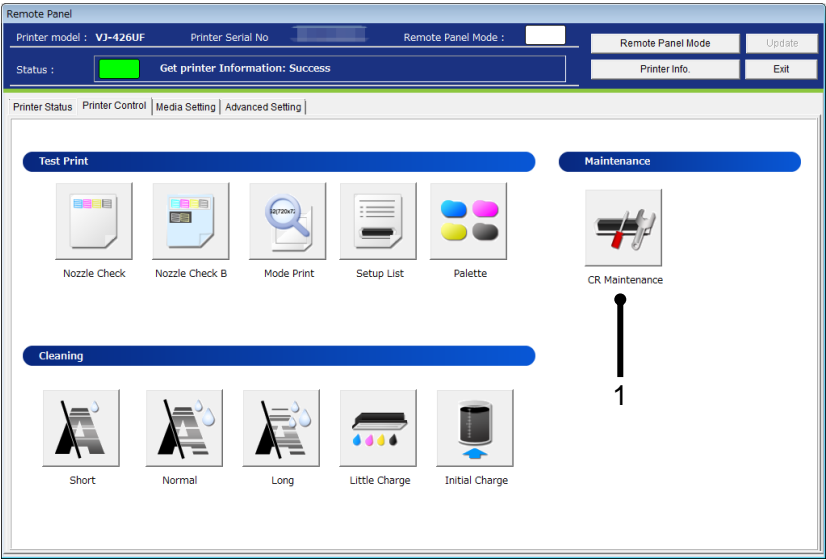 Remote Panel
Printer model : VJ-426UF Printer Serial No Remote Panel Mode :
Remote Panel Mode Update
Status : Get printer Information: Success
Printer Info. Exit
Printer Status Printer Control Media Setting Advanced Setting
Test Print Maintenance
Nozzle Check Nozzle Check B Mode Print Setup List Palette
CR Maintenance
1
Cleaning
Short Normal Long Little Charge Initial Charge